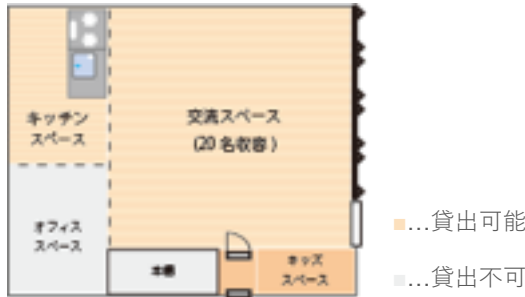 キッチン
スペース
交流スペース
(20名収容)
オフィス
スペース
本棚
キッズ
スペース
■…貸出可能
■…貸出不可